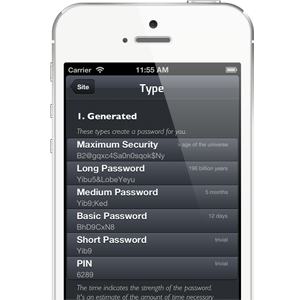 Carrier 11:55 AM
Site
Type
1. Generated
These types create a password for you.
Maximum Security
age of the universe
B2@gqxc4Sa0n0sqok$Ny
Long Password
196 billion years
Yibu5&LobeYeyu
Medium Password
5 months
Yib9;Ked
Basic Password
12 days
BhD9CxN8
Short Password
trivial
Yib9
PIN
trivial
6289
The time indicates the strength of the password.
It's an estimate of the amount of time necessary